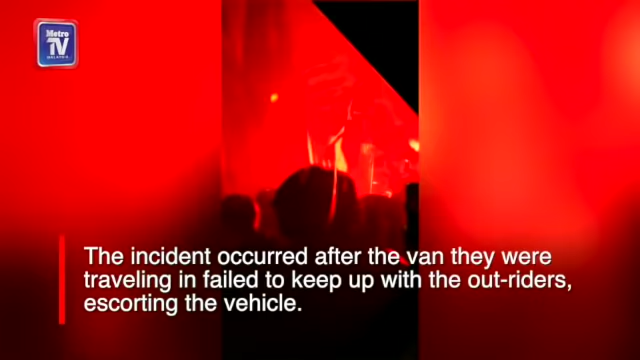 Metro
TV
MALAYSIA
The incident occurred after the van they were
traveling in failed to keep up with the out-riders,
escorting the vehicle.